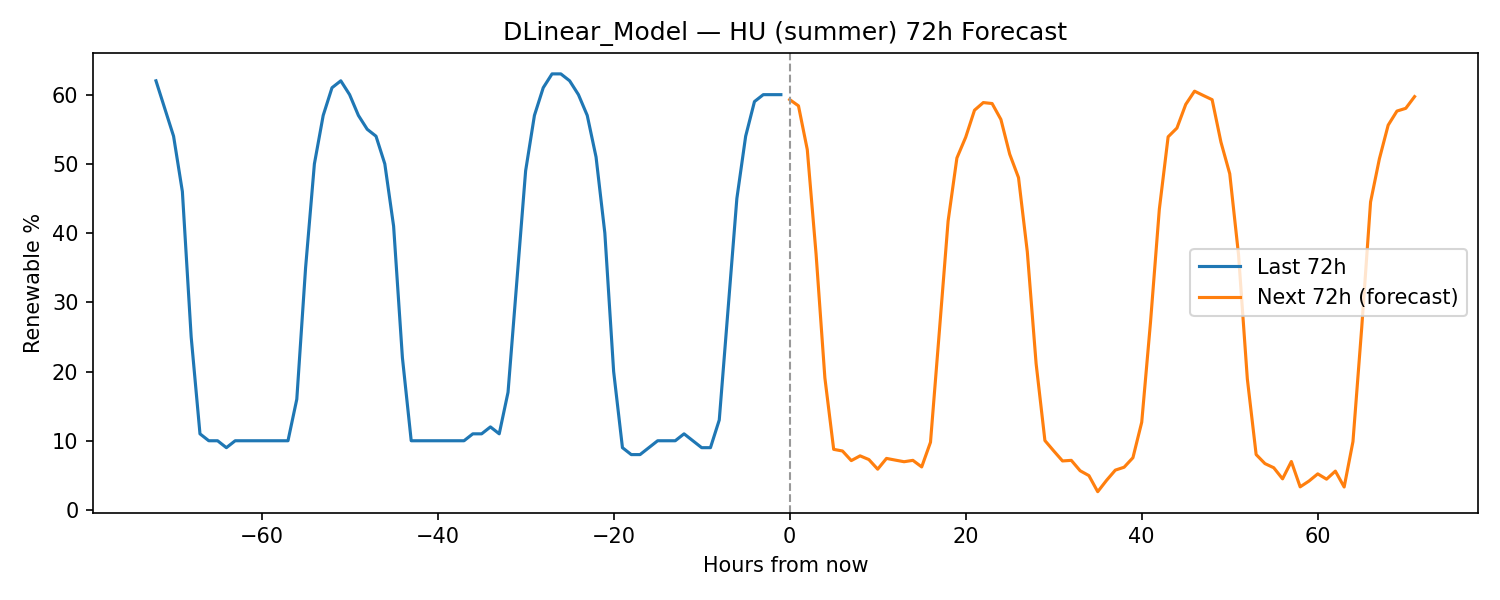 DLinear_Model — HU (summer) 72h Forecast
Renewable %
60
50
40
30
20
10
0
Last 72h
Next 72h (forecast)
−60
−40
−20
0
20
40
60
Hours from now